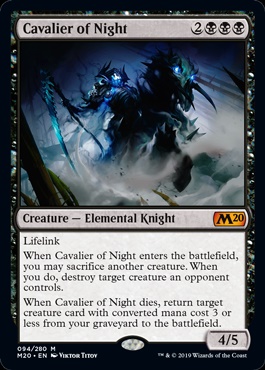 Cavalier of Night 2
Creature — Elemental Knight M20
Lifelink
When Cavalier of Night enters the battlefield,
you may sacrifice another creature. When
you do, destroy target creature an opponent
controls.
When Cavalier of Night dies, return target
creature card with converted mana cost 3 or
less from your graveyard to the battlefield.
4/5
094/280 M
M20 • EN Viktor Titov
™ & © 2019 Wizards of the Coast